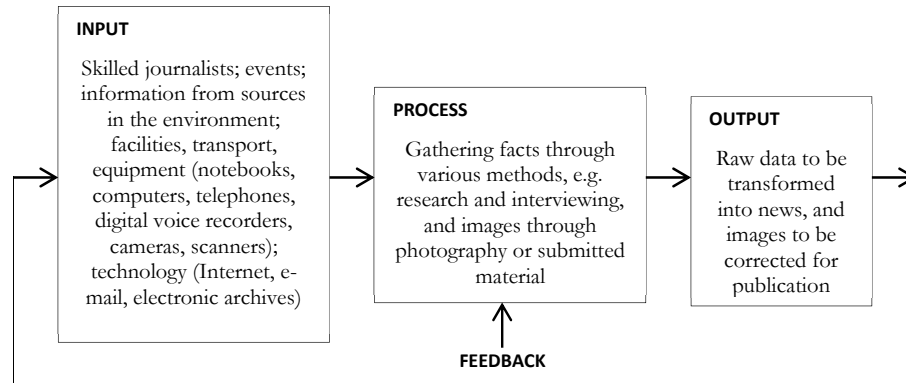 INPUT
Skilled journalists; events;
information from sources
in the environment;
facilities, transport,
equipment (notebooks,
computers, telephones,
digital voice recorders,
cameras, scanners);
technology (Internet, e-
mail, electronic archives)
PROCESS
Gathering facts through
various methods, e.g.
research and interviewing,
and images through
photography or submitted
material
OUTPUT
Raw data to be
transformed
into news, and
images to be
corrected for
publication
FEEDBACK